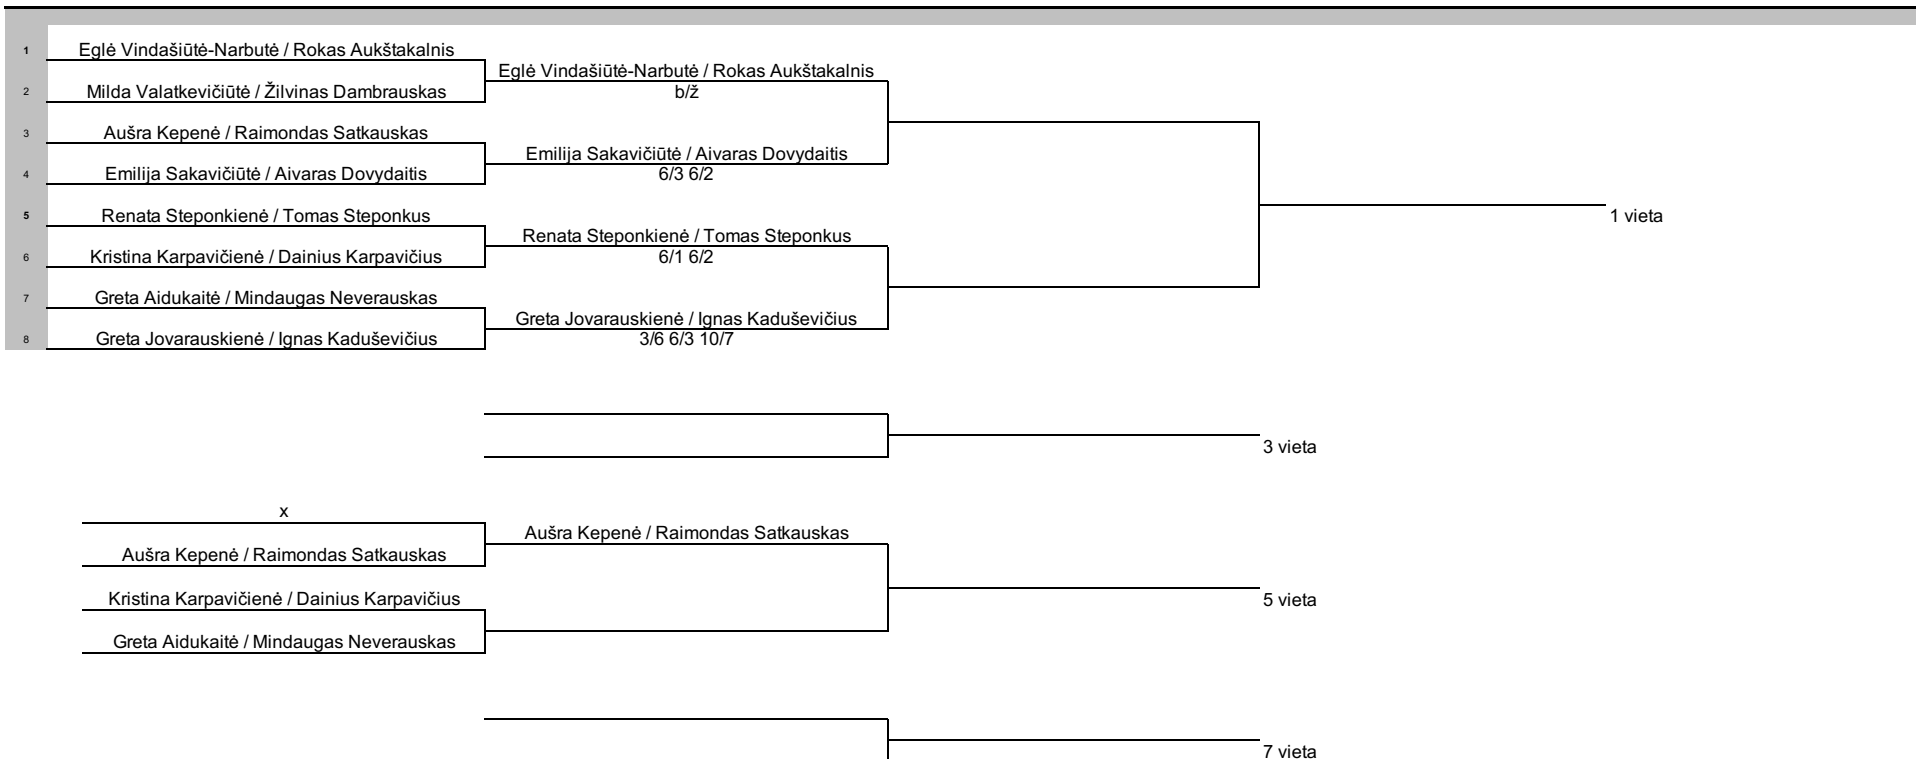 1 Eglė Vindašiūtė-Narbutė / Rokas Aukštakalnis
Eglė Vindašiūtė-Narbutė / Rokas Aukštakalnis
2 Milda Valatkevičiūtė / Žilvinas Dambrauskas
b/ž
3 Aušra Kepenė / Raimondas Satkauskas
Emilija Sakavičiūtė / Aivaras Dovydaitis
4 Emilija Sakavičiūtė / Aivaras Dovydaitis
6/3 6/2
5 Renata Steponkienė / Tomas Steponkus
1 vieta
Renata Steponkienė / Tomas Steponkus
6 Kristina Karpavičienė / Dainius Karpavičius
6/1 6/2
7 Greta Aidukaitė / Mindaugas Neverauskas
Greta Jovarauskienė / Ignas Kaduševičius
8 Greta Jovarauskienė / Ignas Kaduševičius
3/6 6/3 10/7
3 vieta
x
Aušra Kepenė / Raimondas Satkauskas
Aušra Kepenė / Raimondas Satkauskas
Kristina Karpavičienė / Dainius Karpavičius
5 vieta
Greta Aidukaitė / Mindaugas Neverauskas
7 vieta